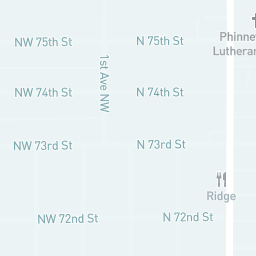 NW 75th St
N 75th St
Phinney
Lutheran
1st Ave NW
NW 74th St
N 74th St
NW 73rd St
N 73rd St
Ridge
NW 72nd St
N 72nd St